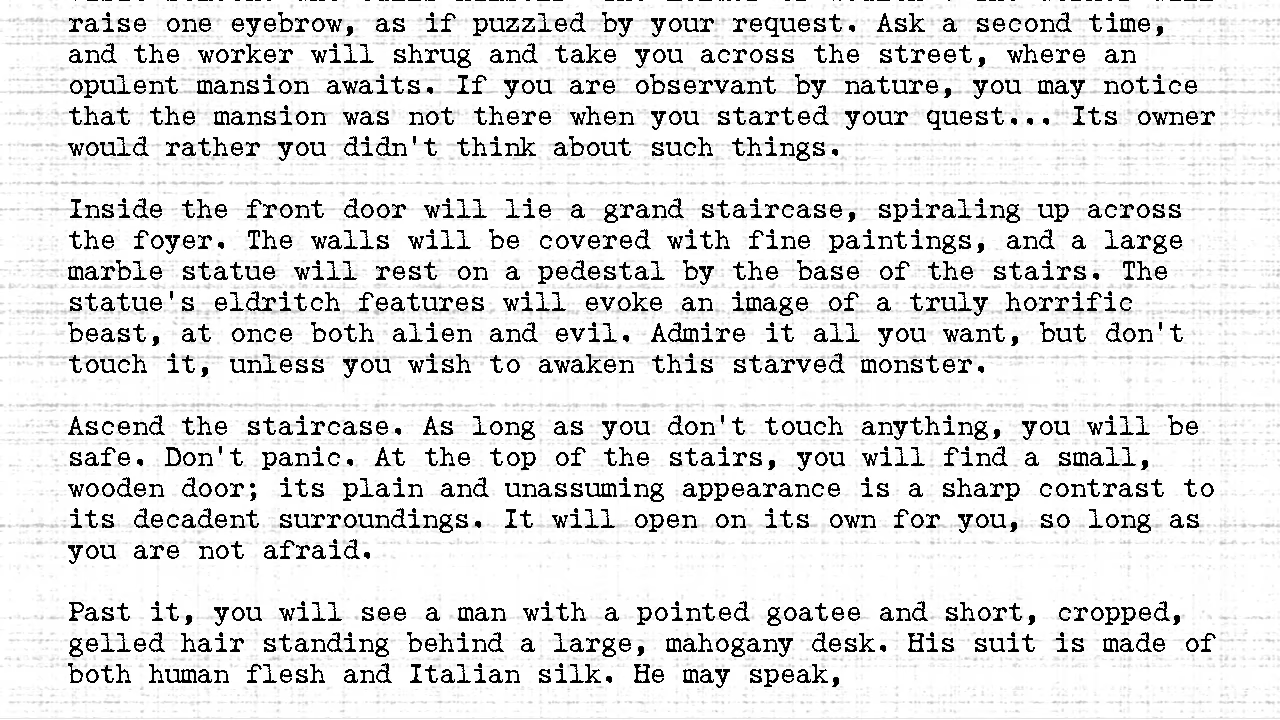 raise one eyebrow, as if puzzled by your request. Ask a second time,
and the worker will shrug and take you across the street, where an
opulent mansion awaits. If you are observant by nature, you may notice
that the mansion was not there when you started your quest... Its owner
would rather you didn't think about such things.
Inside the front door will lie a grand staircase, spiraling up across
the foyer. The walls will be covered with fine paintings, and a large
marble statue will rest on a pedestal by the base of the stairs. The
statue's eldritch features will evoke an image of a truly horrific
beast, at once both alien and evil. Admire it all you want, but don't
touch it, unless you wish to awaken this starved monster.
Ascend the staircase. As long as you don't touch anything, you will be
safe. Don't panic. At the top of the stairs, you will find a small,
wooden door; its plain and unassuming appearance is a sharp contrast to
its decadent surroundings. It will open on its own for you, so long as
you are not afraid.
Past it, you will see a man with a pointed goatee and short, cropped,
gelled hair standing behind a large, mahogany desk. His suit is made of
both human flesh and Italian silk. He may speak,